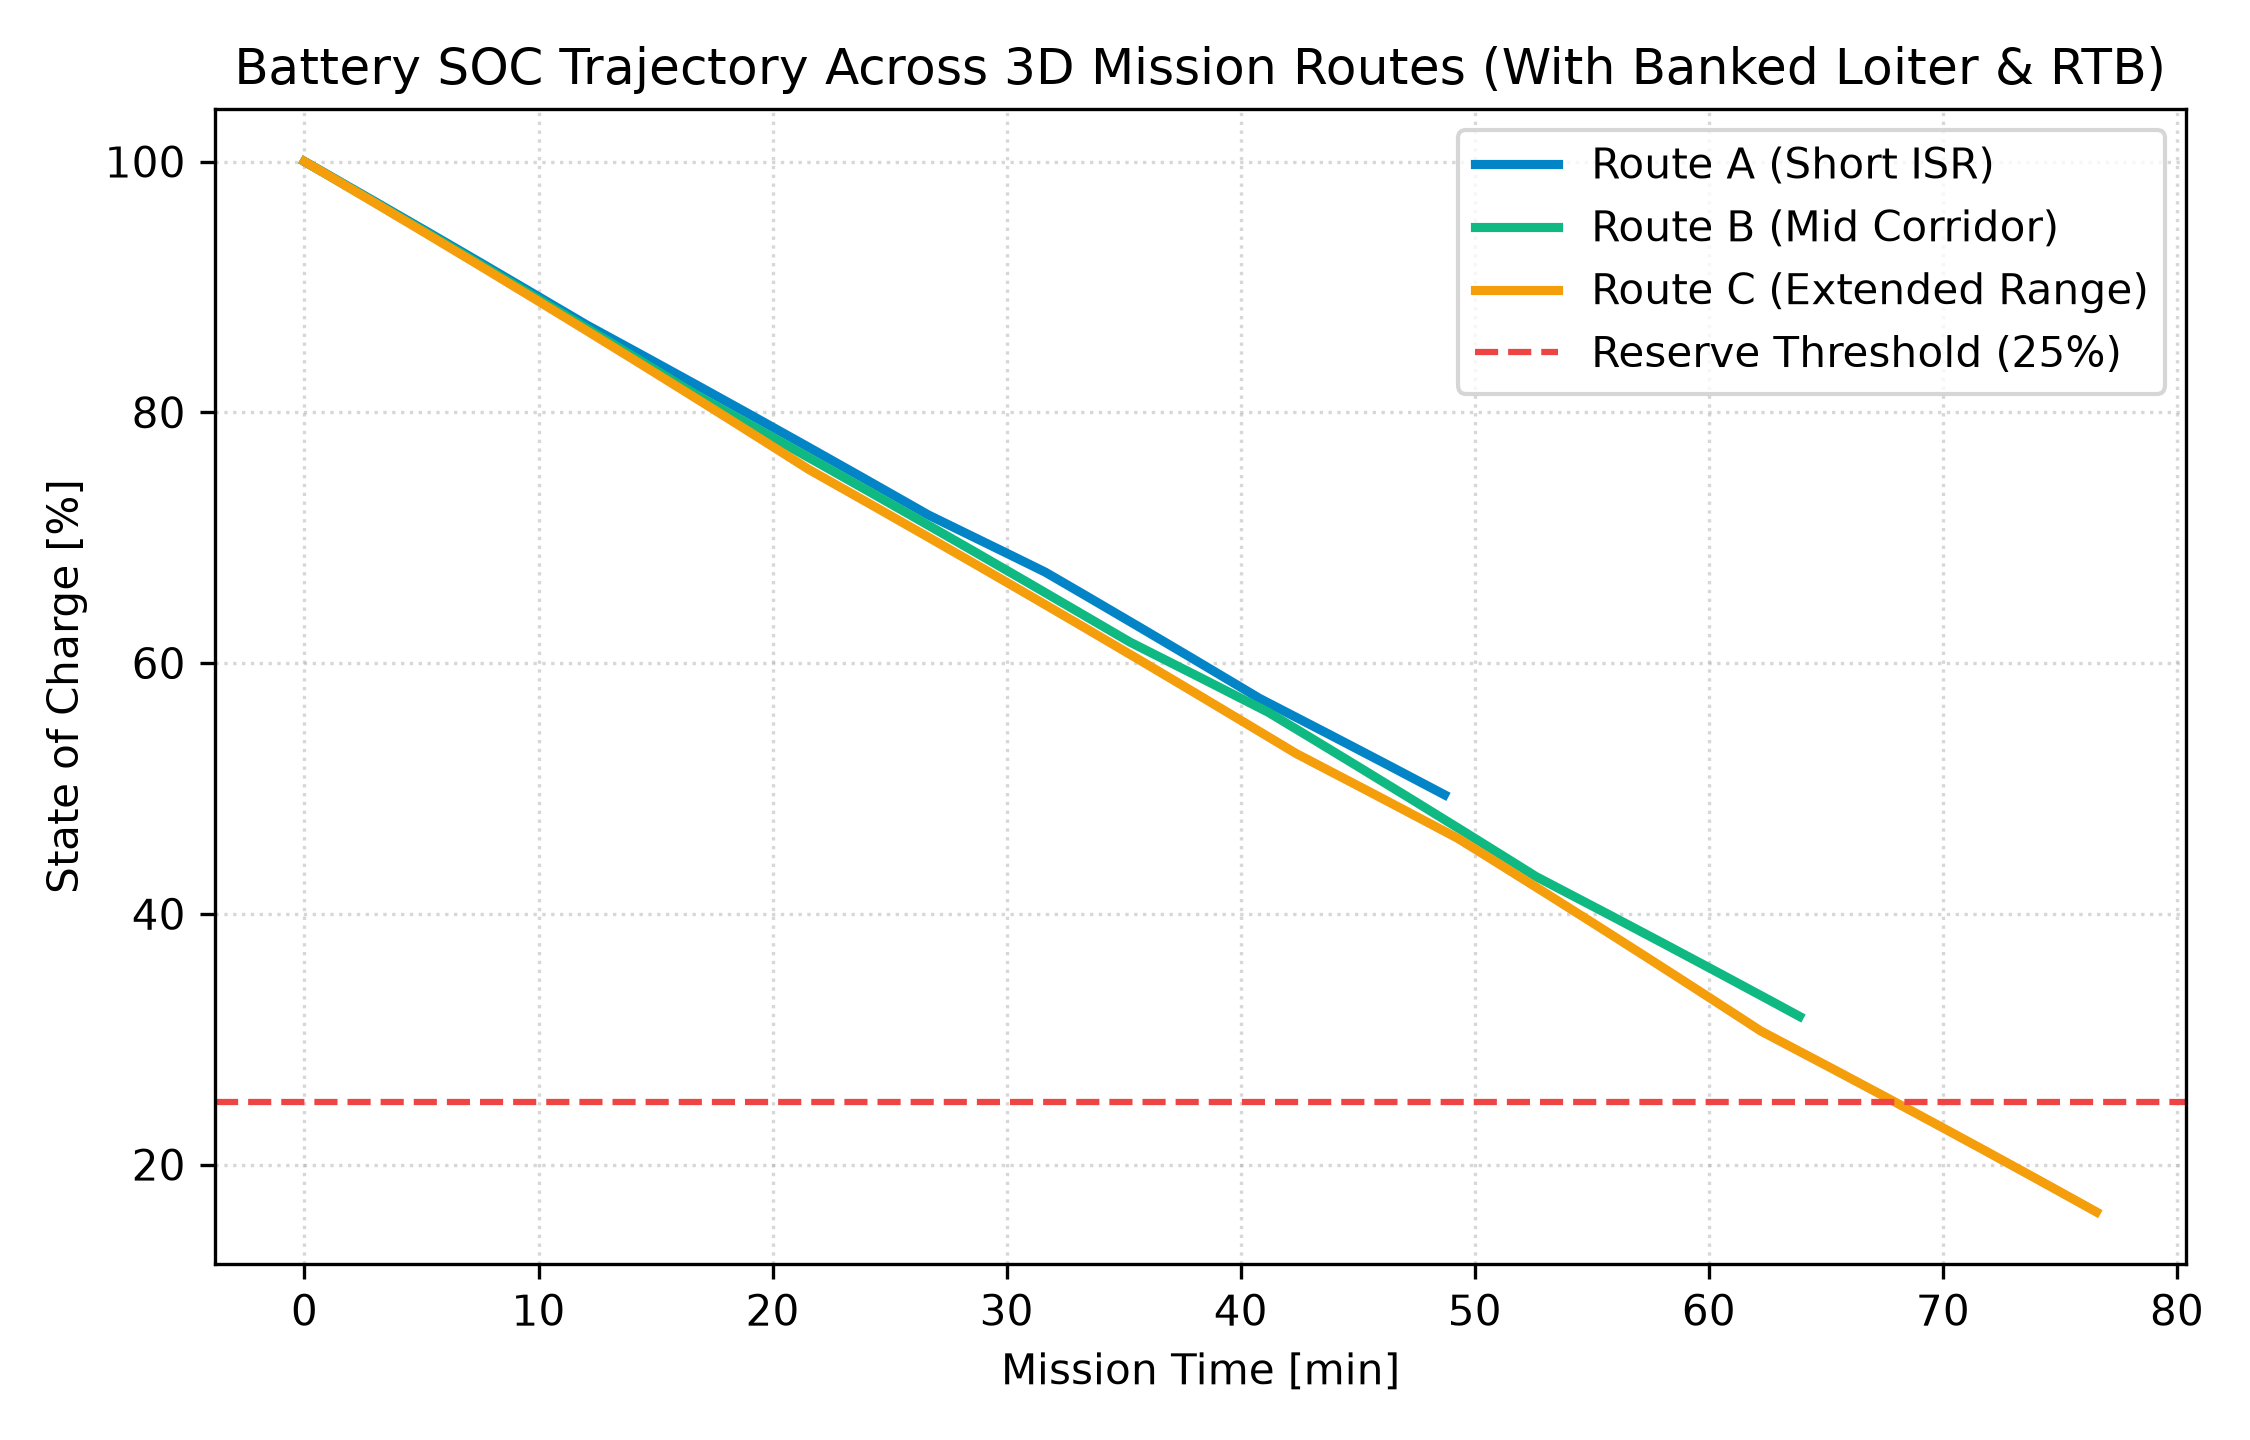 Battery SOC Trajectory Across 3D Mission Routes (With Banked Loiter & RTB)
Route A (Short ISR)
Route B (Mid Corridor)
Route C (Extended Range)
Reserve Threshold (25%)
State of Charge [%]
100
80
60
40
20
0 10 20 30 40 50 60 70 80
Mission Time [min]